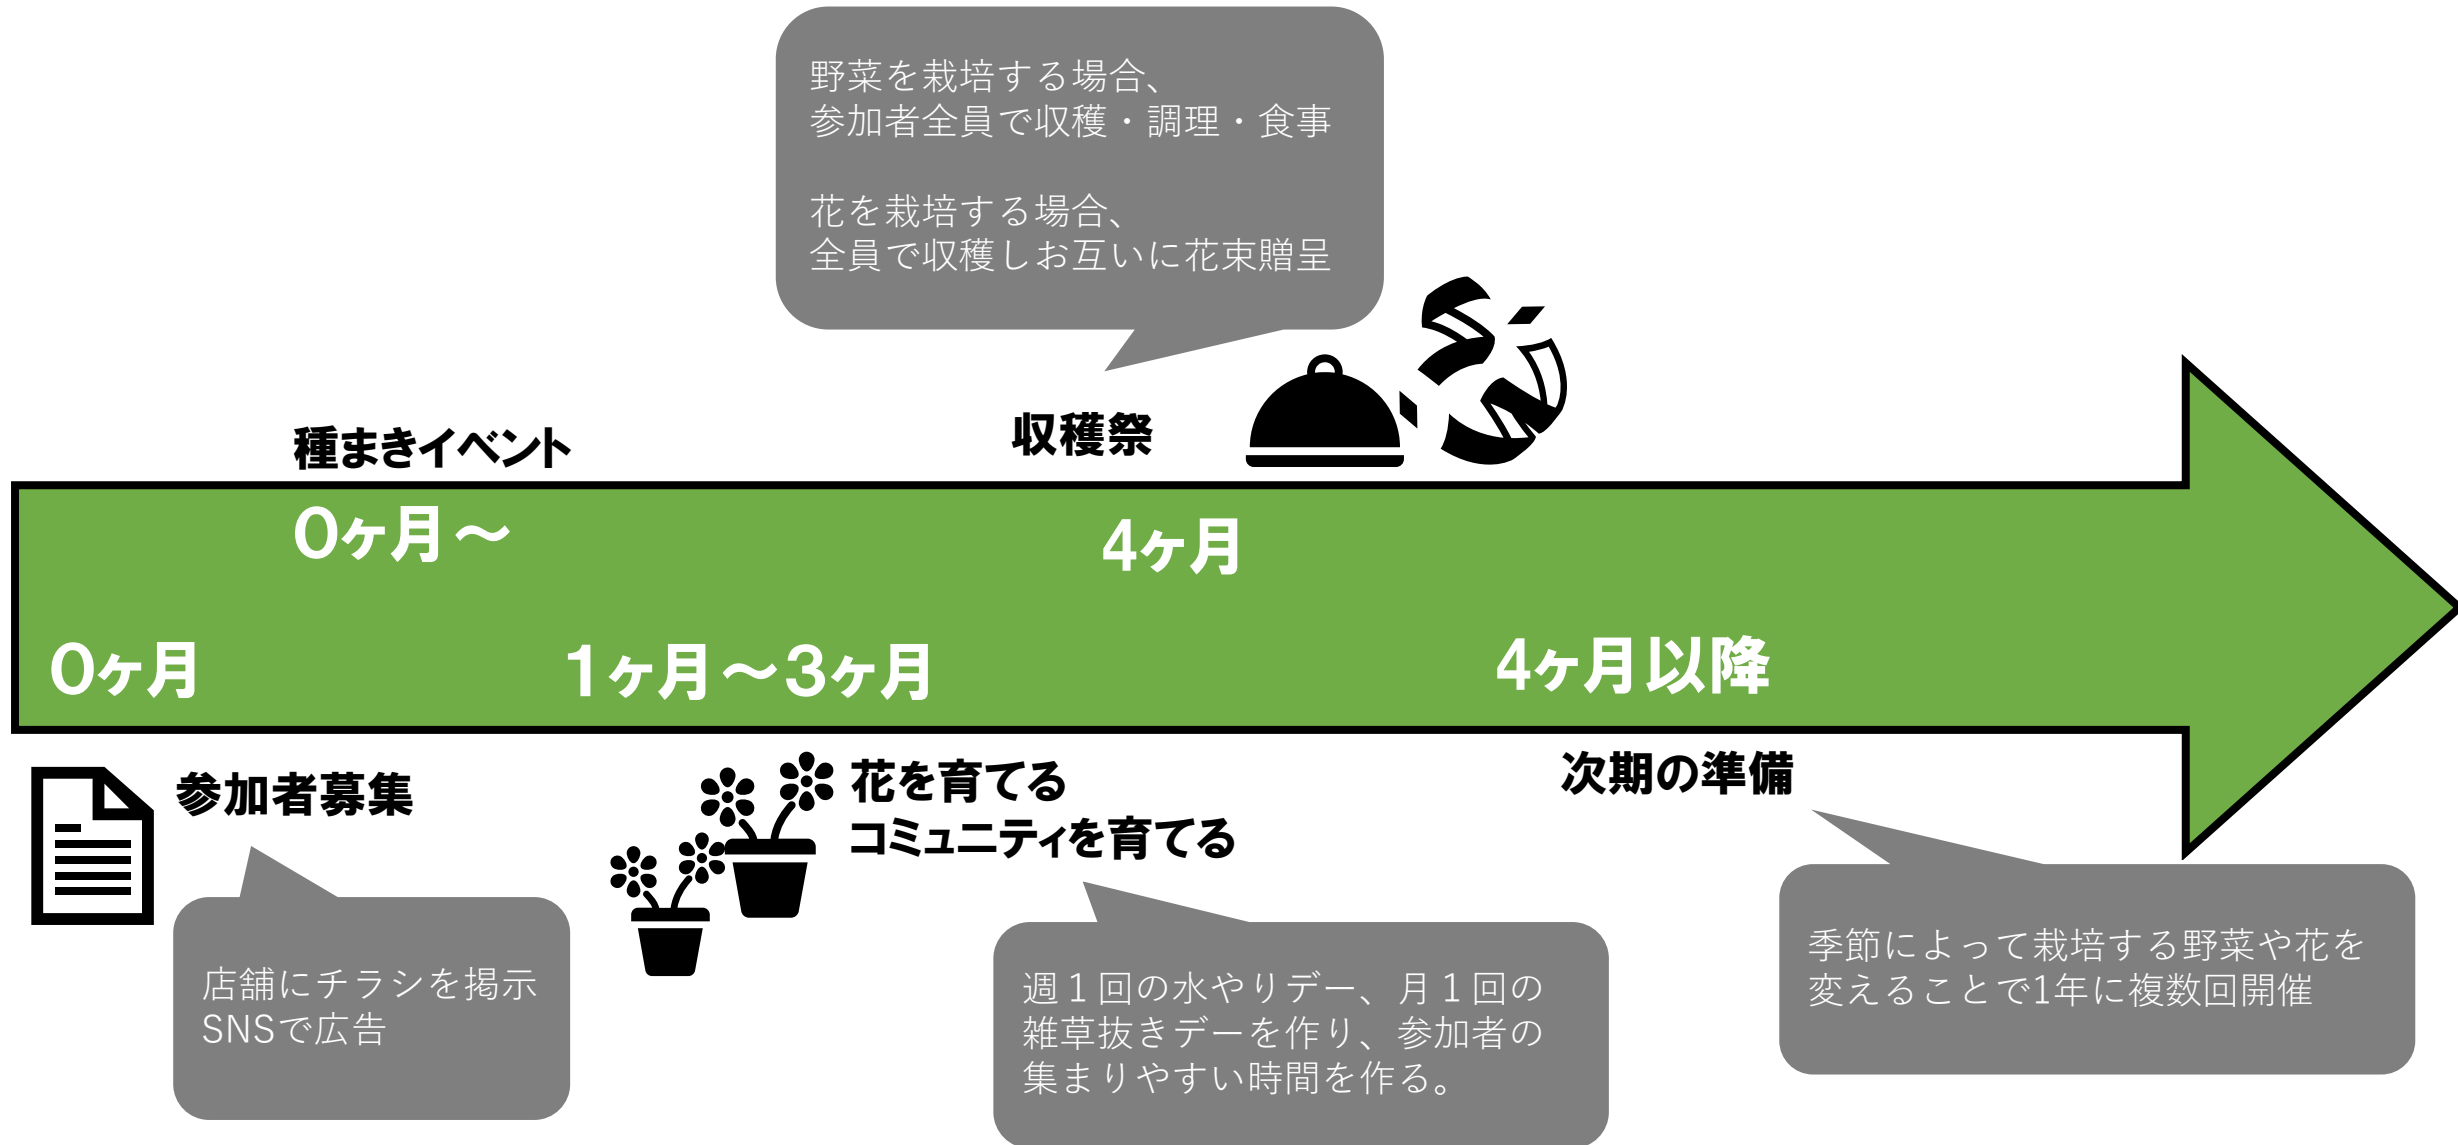 野菜を栽培する場合、
参加者全員で収穫・調理・食事
花を栽培する場合、
全員で収穫しお互いに花束贈呈
種まきイベント
収穫祭
0ヶ月～
4ヶ月
0ヶ月
1ヶ月～3ヶ月
4ヶ月以降
参加者募集
花を育てる
コミュニティを育てる
次期の準備
店舗にチラシを掲示
SNSで広告
週１回の水やりデー、月１回の
雑草抜きデーを作り、参加者の
集まりやすい時間を作る。
季節によって栽培する野菜や花を
変えることで1年に複数回開催